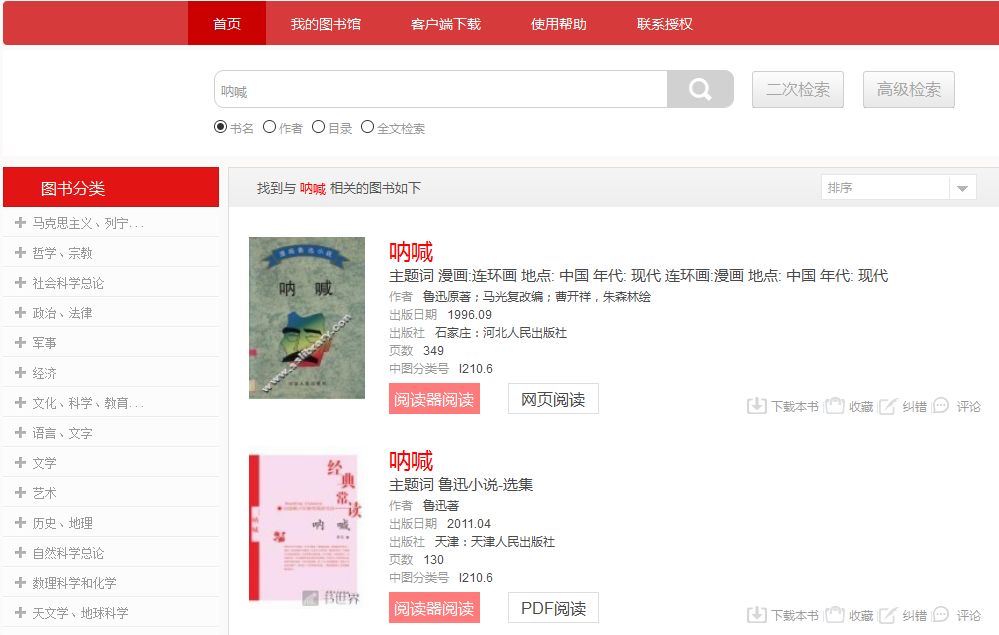 首页 我的图书馆 客户端下载 使用帮助 联系授权
呐喊 二次检索 高级检索
书名 作者 目录 全文检索
图书分类
马克思主义、列宁...
哲学、宗教
社会科学总论
政治、法律
军事
经济
文化、科学、教育...
语言、文字
文学
艺术
历史、地理
自然科学总论
数理科学和化学
天文学、地球科学
找到与 呐喊 相关的图书如下 排序
呐喊
呐喊
主题词 漫画:连环画 地点: 中国 年代: 现代 连环画:漫画 地点: 中国 年代: 现代
作者 鲁迅原著；马光复改编；曹开祥，朱森林绘
出版日期 1996.09
出版社 石家庄：河北人民出版社
页数 349
中图分类号 I210.6
阅读器阅读 网页阅读
下载本书 收藏 纠错 评论
经典常读
呐喊
书世界
呐喊
主题词 鲁迅小说-选集
作者 鲁迅著
出版日期 2011.04
出版社 天津：天津人民出版社
页数 130
中图分类号 I210.6
阅读器阅读 PDF阅读
下载本书 收藏 纠错 评论